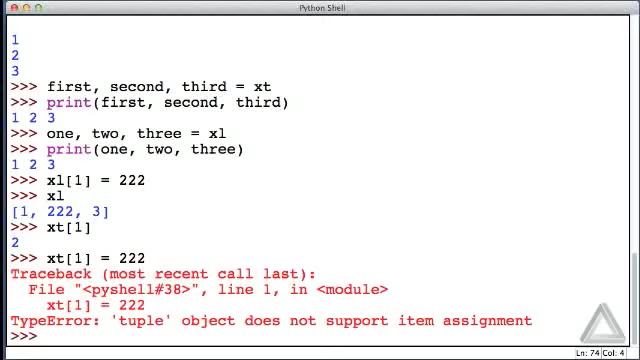 Python Shell
1
2
3
>>> first, second, third = xt
>>> print(first, second, third)
1 2 3
>>> one, two, three = xl
>>> print(one, two, three)
1 2 3
>>> xl[1] = 222
>>> xl
[1, 222, 3]
>>> xt[1]
2
>>> xt[1] = 222
Traceback (most recent call last):
  File "<pyshell#38>", line 1, in <module>
    xt[1] = 222
TypeError: 'tuple' object does not support item assignment
>>>
Ln: 74 Col: 4